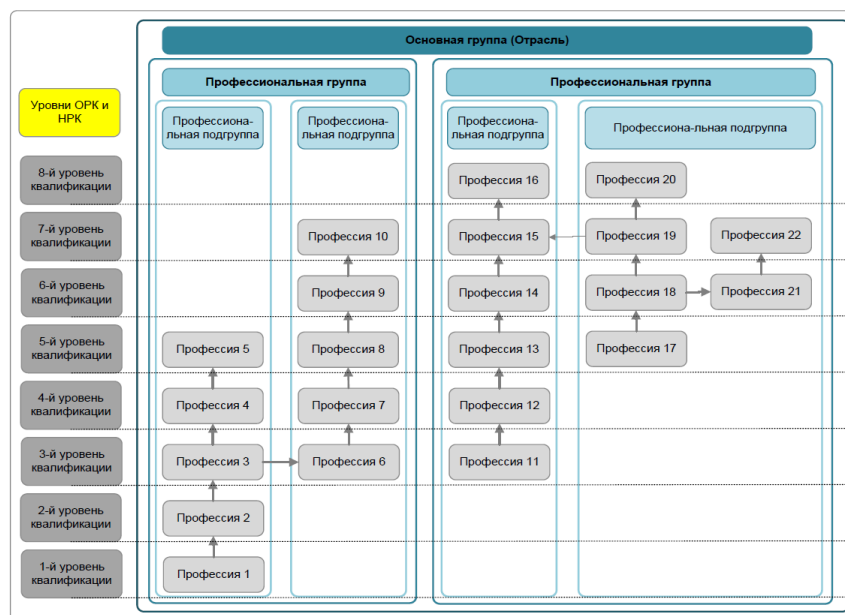 Основная группа (Отрасль)
Профессиональная группа
Профессиональная группа
Уровни ОРК и
НРК
Профессиона-
льная подгруппа
Профессиона-
льная подгруппа
Профессиона-
льная подгруппа
Профессиона-льная подгруппа
8-й уровень
квалификации
Профессия 16
Профессия 20
7-й уровень
квалификации
Профессия 10
Профессия 15
Профессия 19
Профессия 22
6-й уровень
квалификации
Профессия 9
Профессия 14
Профессия 18
Профессия 21
5-й уровень
квалификации
Профессия 5
Профессия 8
Профессия 13
Профессия 17
4-й уровень
квалификации
Профессия 4
Профессия 7
Профессия 12
3-й уровень
квалификации
Профессия 3
Профессия 6
Профессия 11
2-й уровень
квалификации
Профессия 2
1-й уровень
квалификации
Профессия 1